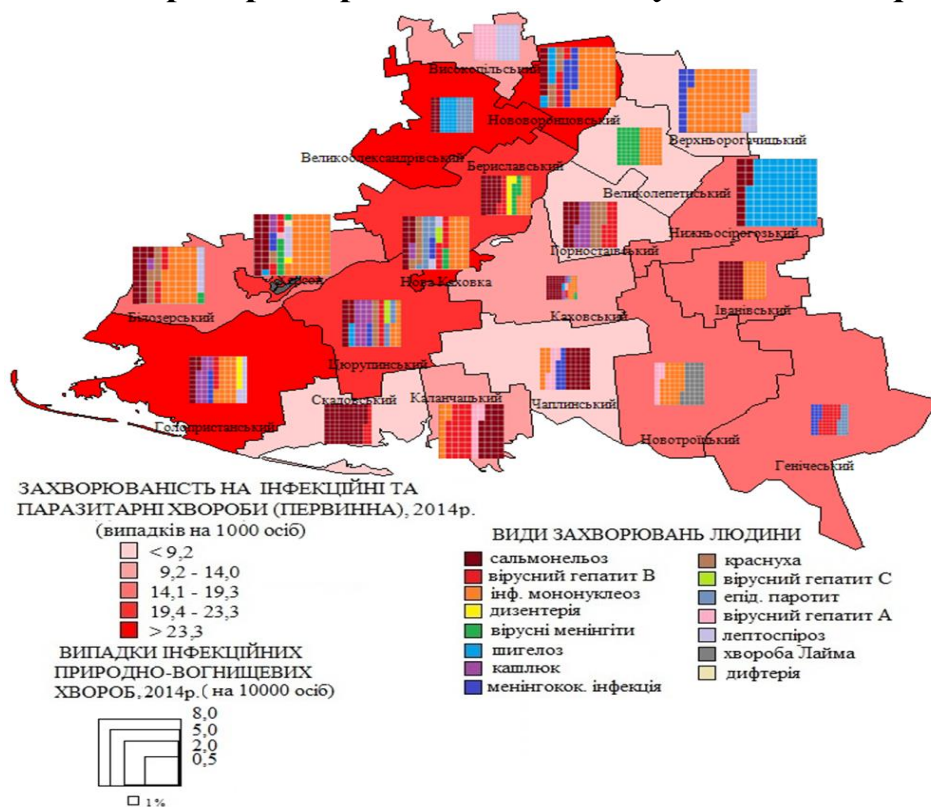 Високопільський
Нововоронцовський
Верхньорогачицький
Великоолександрівський
Бериславський
Великолепетиський
Нижньосірогозький
Горностаївський
Херсон
Нова Каховка
Білозерський
Каховський
Іванівський
Цюрупинський
Скадовський
Каланчацький
Чаплинський
Голопристанський
Новотроїцький
Генічеський
ЗАХВОРЮВАНІСТЬ НА ІНФЕКЦІЙНІ ТА
ПАРАЗИТАРНІ ХВОРОБИ (ПЕРВИННА), 2014р.
(випадків на 1000 осіб)
< 9,2
9,2 - 14,0
14,1 - 19,3
19,4 - 23,3
> 23,3
ВИПАДКИ ІНФЕКЦІЙНИХ
ПРИРОДНО-ВОГНИЩЕВИХ
ХВОРОБ, 2014р. ( на 10000 осіб)
8,0
5,0
2,0
0,5
1%
ВИДИ ЗАХВОРЮВАНЬ ЛЮДИНИ
сальмонельоз
вірусний гепатит В
інф. мононуклеоз
дизентерія
вірусні менінгіти
шигелоз
кашлюк
менінгокок. інфекція
краснуха
вірусний гепатит С
епід. паротит
вірусний гепатит А
лептоспіроз
хвороба Лайма
дифтерія